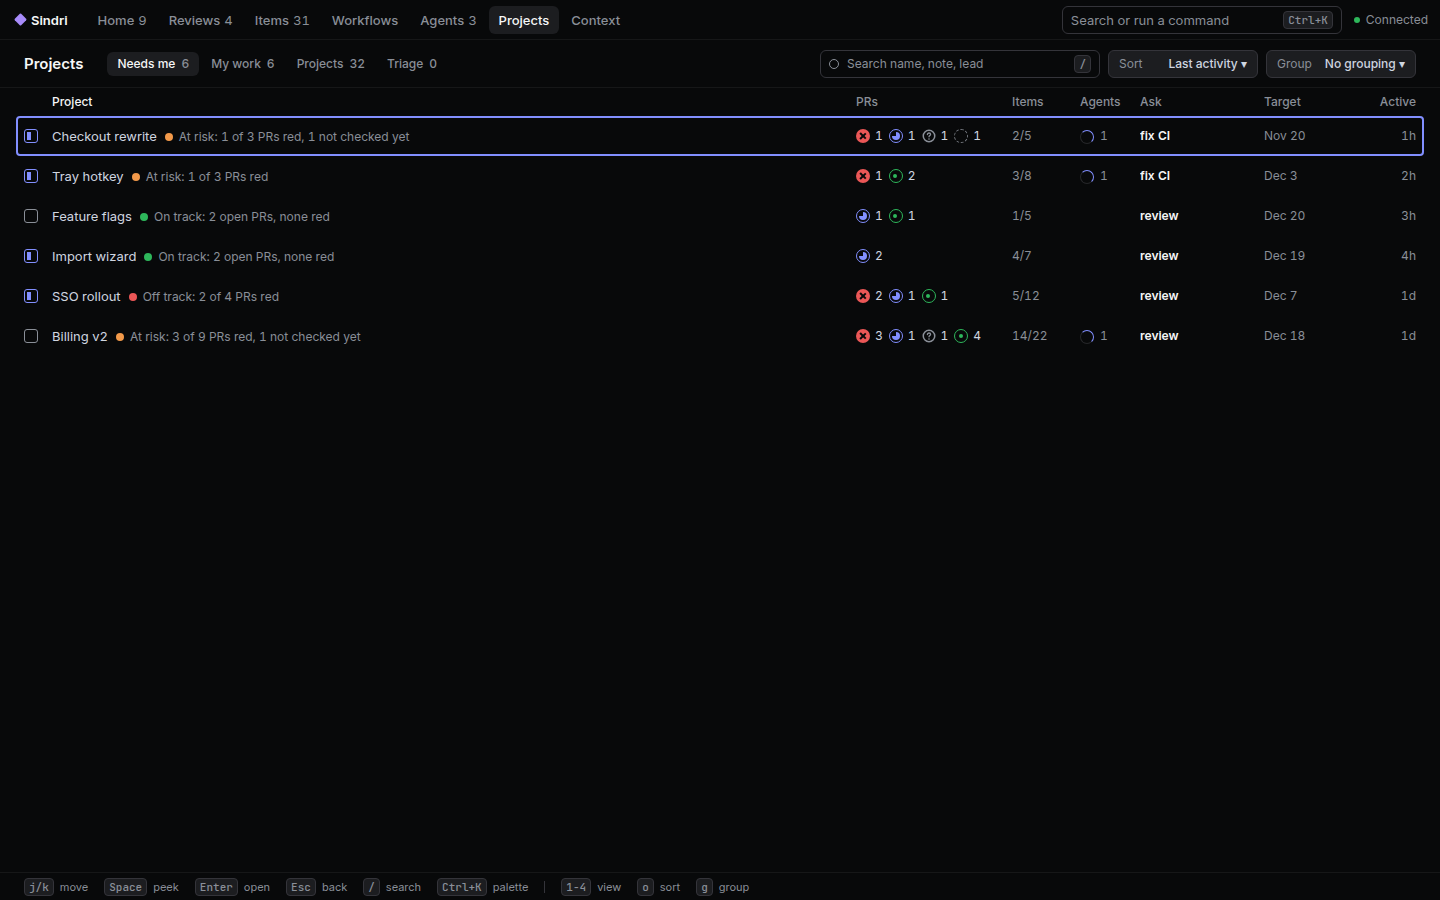 Sindri Home 9 Reviews 4 Items 31 Workflows Agents 3 Projects Context Search or run a command Ctrl+K Connected
Projects Needs me 6 My work 6 Projects 32 Triage 0 Search name, note, lead / Sort Last activity ▾ Group No grouping ▾
Project PRs Items Agents Ask Target Active
Checkout rewrite At risk: 1 of 3 PRs red, 1 not checked yet 1 1 ? 1 1 2/5 1 fix CI Nov 20 1h
Tray hotkey At risk: 1 of 3 PRs red 1 2 3/8 1 fix CI Dec 3 2h
Feature flags On track: 2 open PRs, none red 1 1 1/5 review Dec 20 3h
Import wizard On track: 2 open PRs, none red 2 4/7 review Dec 19 4h
SSO rollout Off track: 2 of 4 PRs red 2 1 1 5/12 review Dec 7 1d
Billing v2 At risk: 3 of 9 PRs red, 1 not checked yet 3 1 ? 1 4 14/22 1 review Dec 18 1d
j/k move Space peek Enter open Esc back / search Ctrl+K palette 1-4 view o sort g group